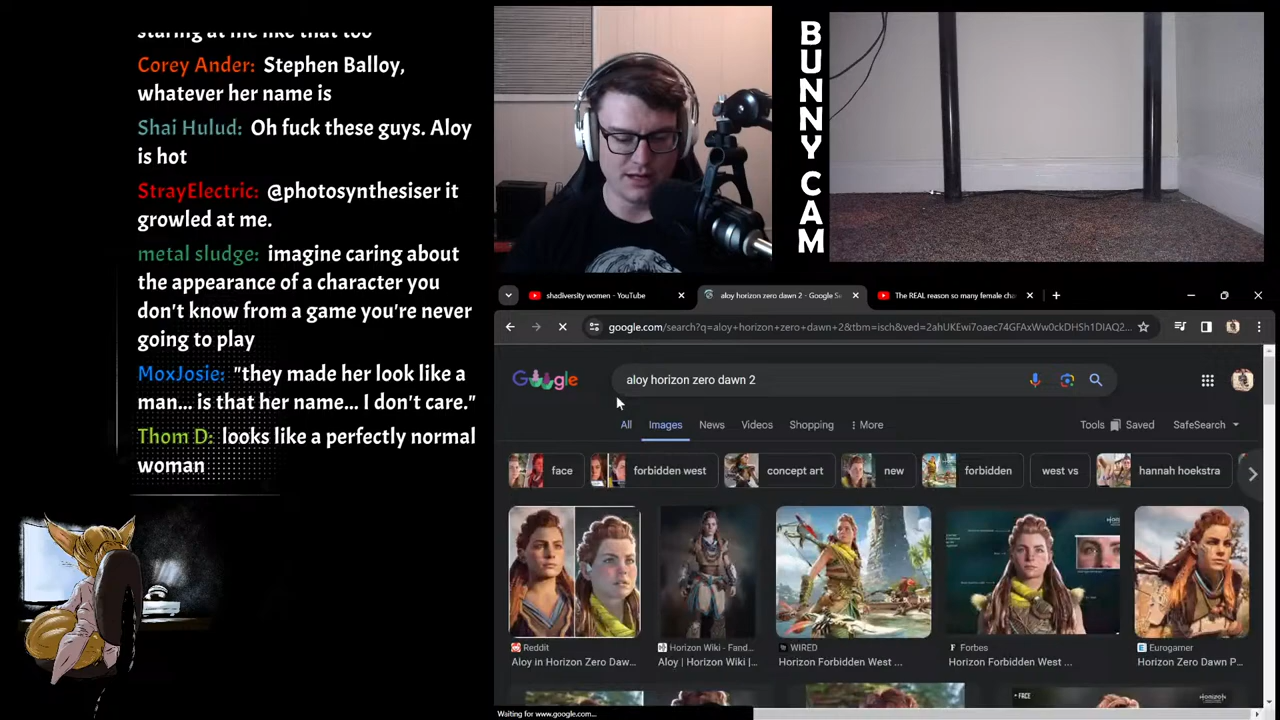 staring at me like that too
Corey Ander: Stephen Balloy,
whatever her name is
Shai Hulud: Oh fuck these guys. Aloy
is hot
StrayElectric: @photosynthesiser it
growled at me.
metal sludge: imagine caring about
the appearance of a character you
don't know from a game you're never
going to play
MoxJosie: "they made her look like a
man... is that her name... I don't care."
Thom D: looks like a perfectly normal
woman
BUNNY CAM
shadiversity women - YouTube
aloy horizon zero dawn 2 - Google Se
The REAL reason so many female cha
google.com/search?q=aloy+horizon+zero+dawn+2&tbm=isch&ved=2ahUKEwi7oaec74GFAxWw0ckDHSh1DIAQ2...
Google
aloy horizon zero dawn 2
All Images News Videos Shopping More Tools Saved SafeSearch
face forbidden west concept art new forbidden west vs hannah hoekstra
Reddit
Aloy in Horizon Zero Daw...
Horizon Wiki - Fand...
Aloy | Horizon Wiki |...
WIRED
Horizon Forbidden West ...
Forbes
Horizon Forbidden West ...
Eurogamer
Horizon Zero Dawn P...
FACE
Waiting for www.google.com...